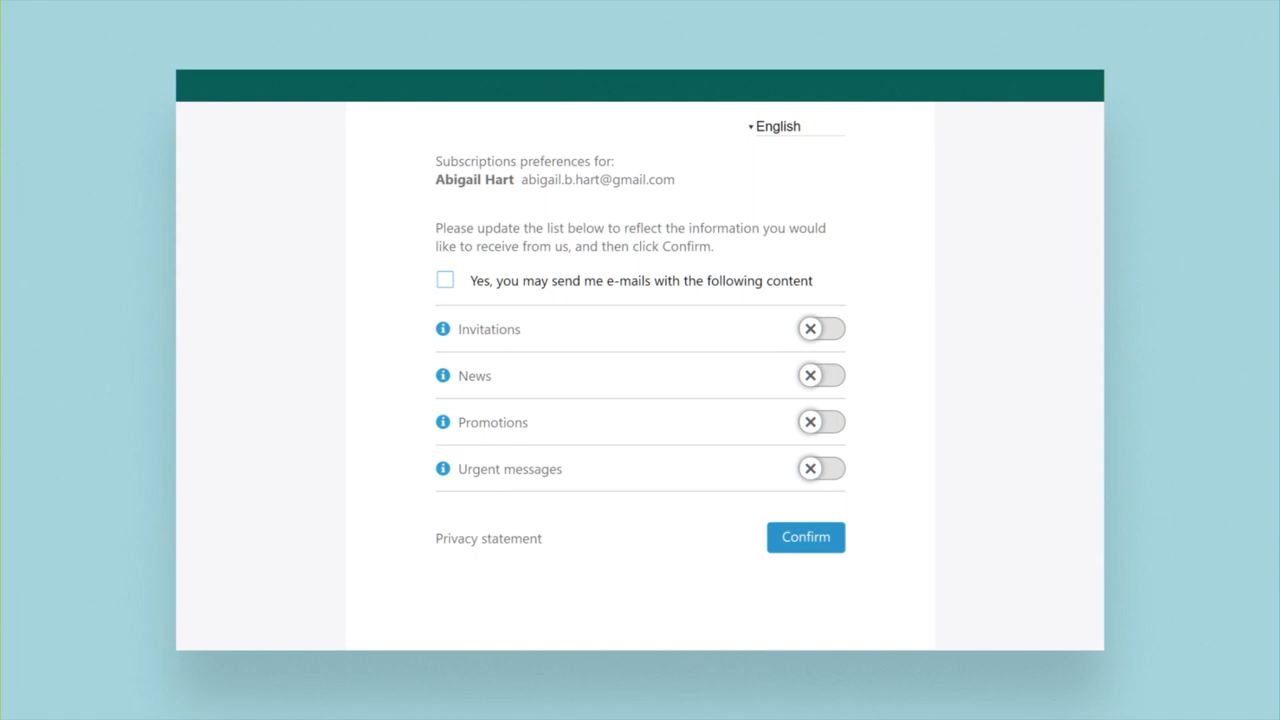 English
Subscriptions preferences for:
Abigail Hart abigail.b.hart@gmail.com
Please update the list below to reflect the information you would
like to receive from us, and then click Confirm.
Yes, you may send me e-mails with the following content
Invitations
News
Promotions
Urgent messages
Privacy statement
Confirm